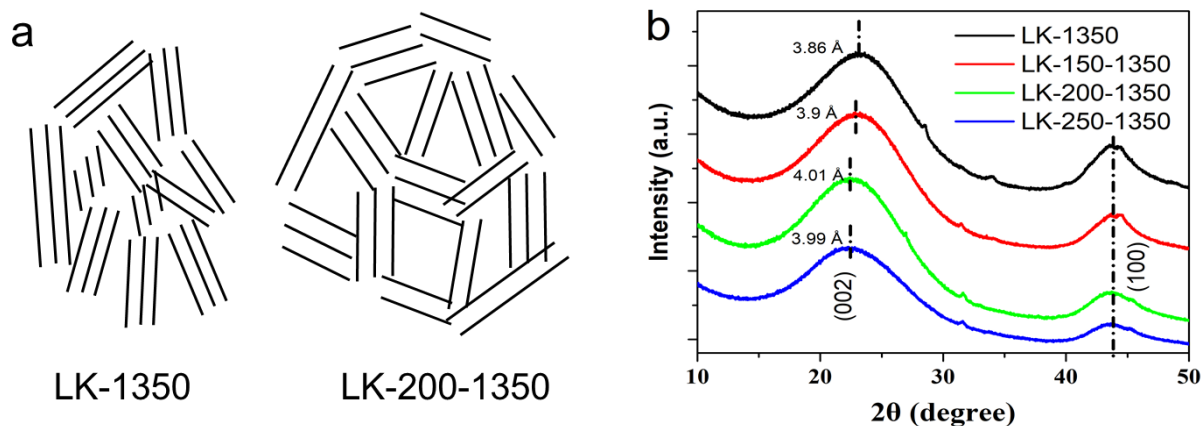 a
LK-1350
LK-200-1350
b
3.86 Å
3.9 Å
4.01 Å
3.99 Å
LK-1350
LK-150-1350
LK-200-1350
LK-250-1350
(002)
(100)
Intensity (a.u.)
10 20 30 40 50
2θ (degree)